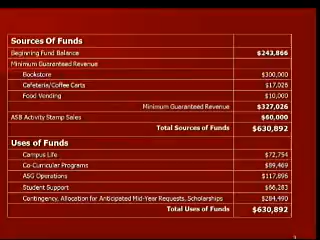 Sources Of Funds
Beginning Fund Balance $243,866
Minimum Guaranteed Revenue
Bookstore $300,000
Cafeteria/Coffee Carts $17,026
Food Vending $10,000
Minimum Guaranteed Revenue $327,026
ASB Activity Stamp Sales $60,000
Total Sources of Funds $630,892
Uses of Funds
Campus Life $72,754
Co-Curricular Programs $89,469
ASG Operations $117,896
Student Support $66,283
Contingency, Allocation for Anticipated Mid-Year Requests, Scholarships $284,490
Total Uses of Funds $630,892